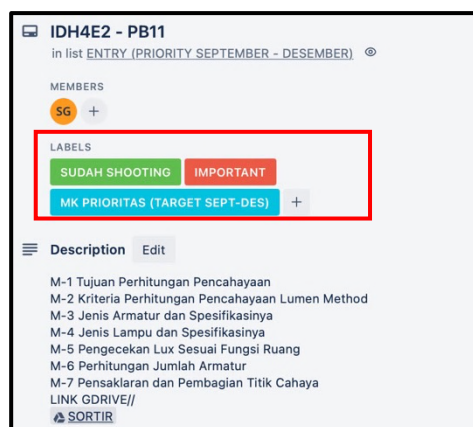 IDH4E2 - PB11
in list ENTRY (PRIORITY SEPTEMBER - DESEMBER)
MEMBERS
SG +
LABELS
SUDAH SHOOTING IMPORTANT
MK PRIORITAS (TARGET SEPT-DES) +
Description Edit
M-1 Tujuan Perhitungan Pencahayaan
M-2 Kriteria Perhitungan Pencahayaan Lumen Method
M-3 Jenis Armatur dan Spesifikasinya
M-4 Jenis Lampu dan Spesifikasinya
M-5 Pengecekan Lux Sesuai Fungsi Ruang
M-6 Perhitungan Jumlah Armatur
M-7 Pensaklaran dan Pembagian Titik Cahaya
LINK GDRIVE//
SORTIR